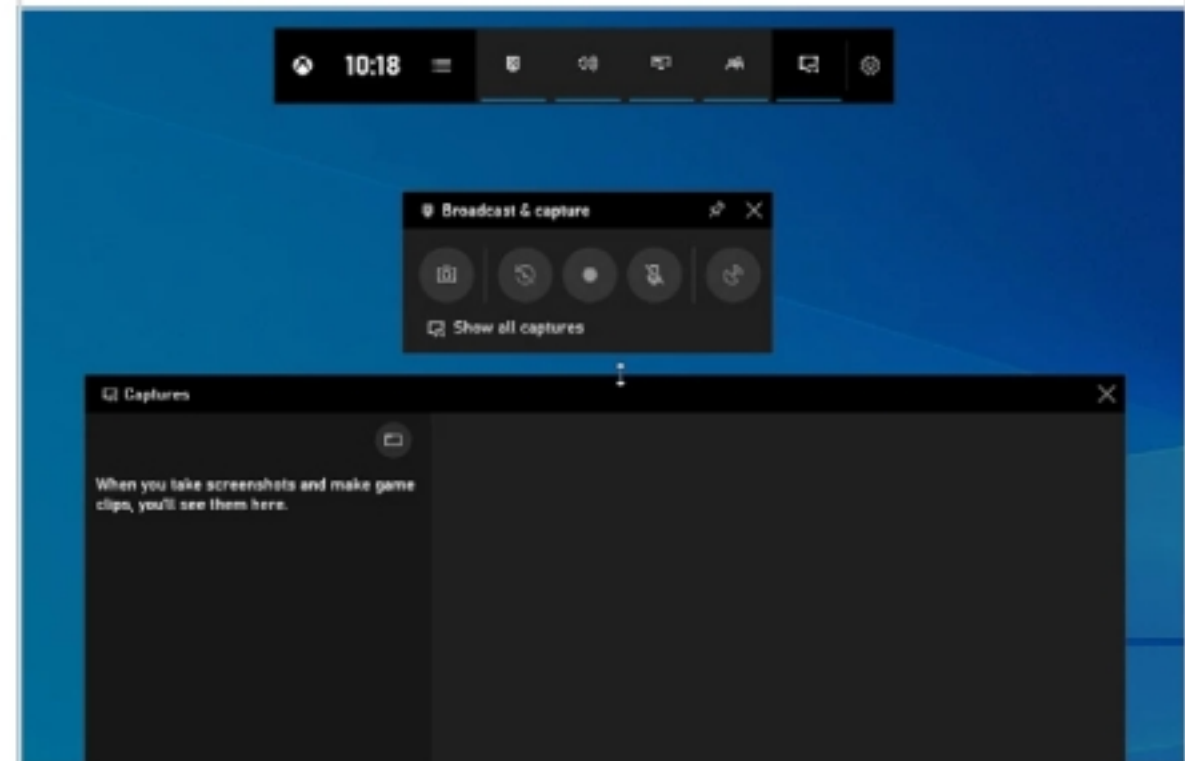 10:18
Broadcast & capture
Show all captures
Captures
When you take screenshots and make game
clips, you'll see them here.